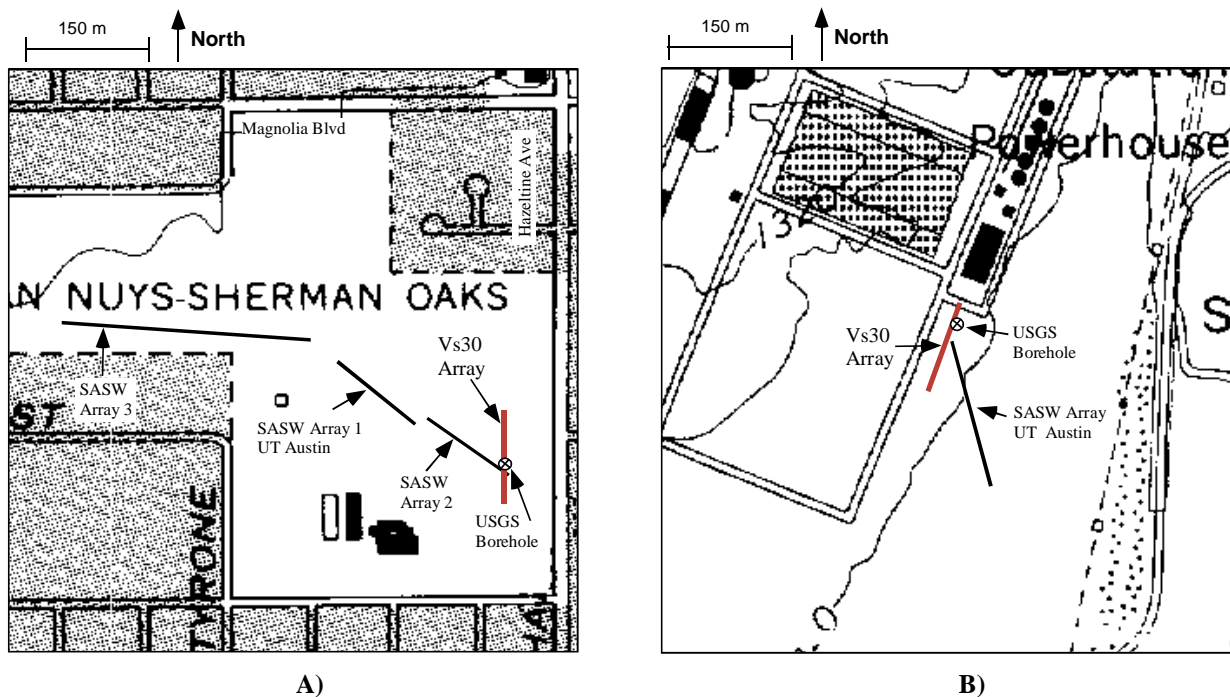 150 m
North
Magnolia Blvd
Hazeltine Ave
AN NUYS-SHERMAN OAKS
Vs30
Array
SASW
Array 3
ST
SASW Array 1
UT Austin
SASW
Array 2
USGS
Borehole
TYRONE
HA
A)
150 m
North
Powerhouse
132
S
Vs30
Array
USGS
Borehole
SASW Array
UT Austin
B)